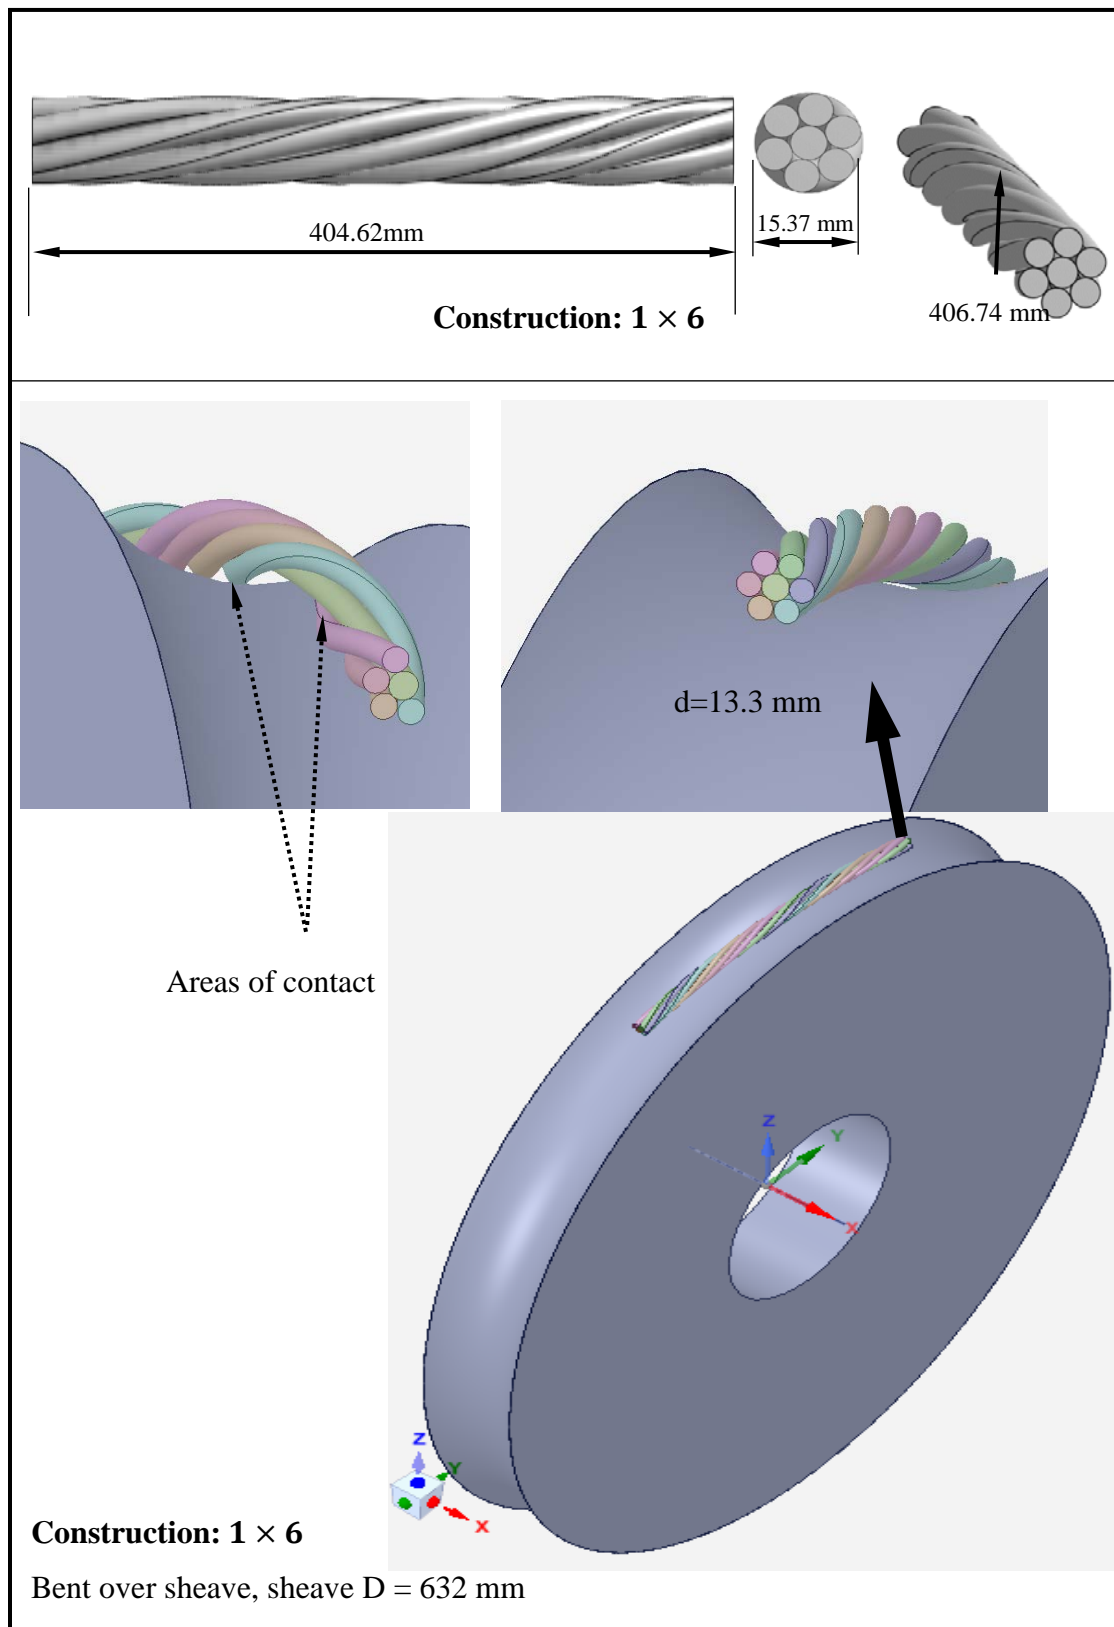 404.62mm
15.37 mm
406.74 mm
Construction: 1 × 6
d=13.3 mm
Areas of contact
Z
Y
X
Z
Y
X
Construction: 1 × 6
Bent over sheave, sheave D = 632 mm